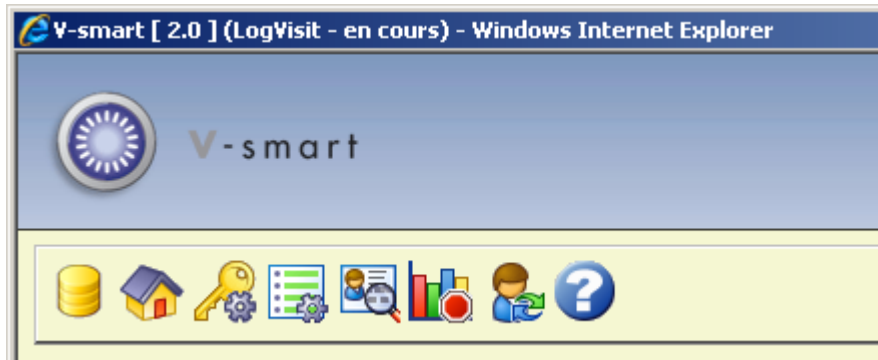 V-smart [ 2.0 ] (LogVisit - en cours) - Windows Internet Explorer
V-smart
?